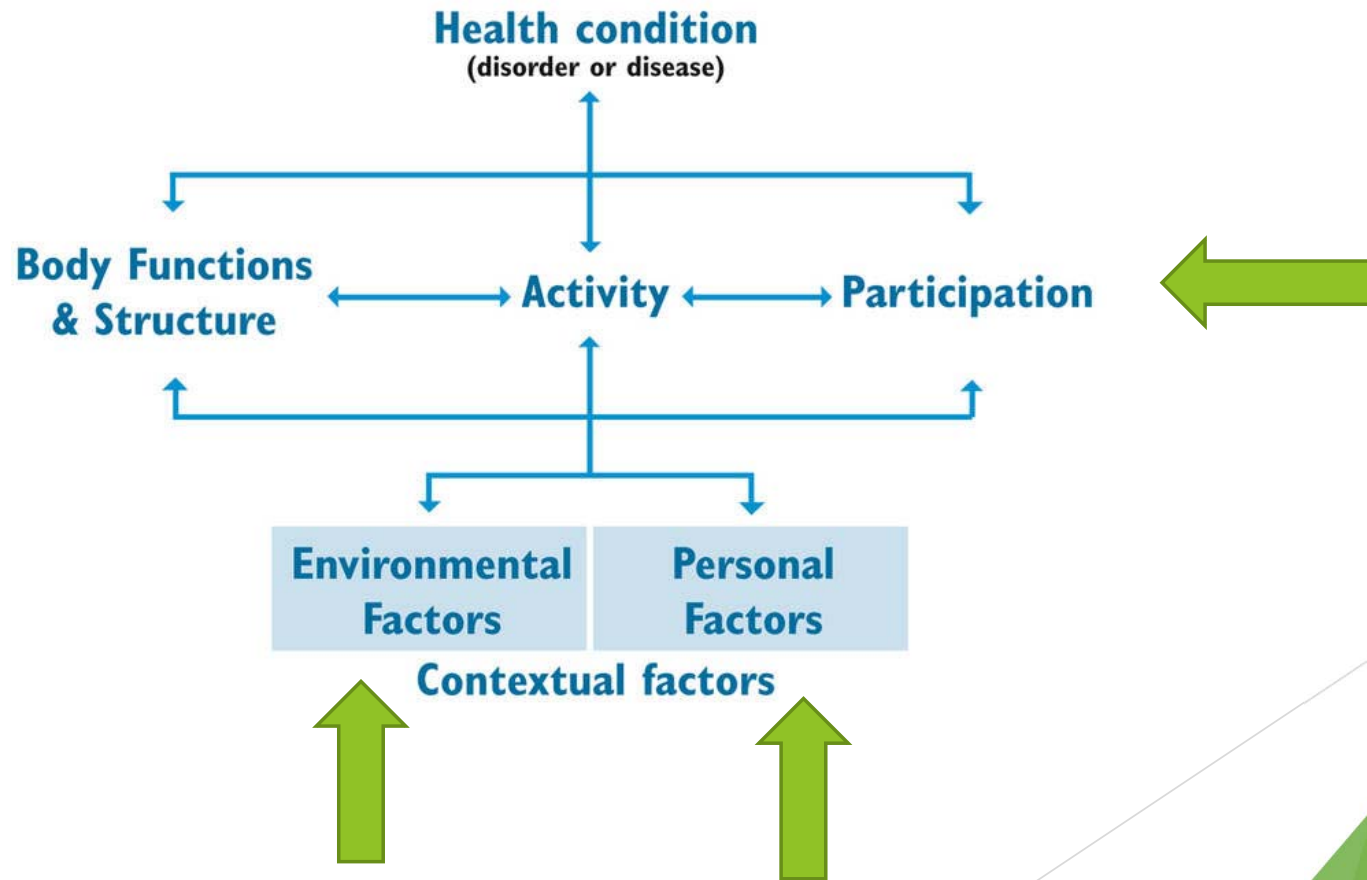 Health condition
(disorder or disease)
Body Functions
& Structure
Activity
Participation
Environmental
Factors
Personal
Factors
Contextual factors